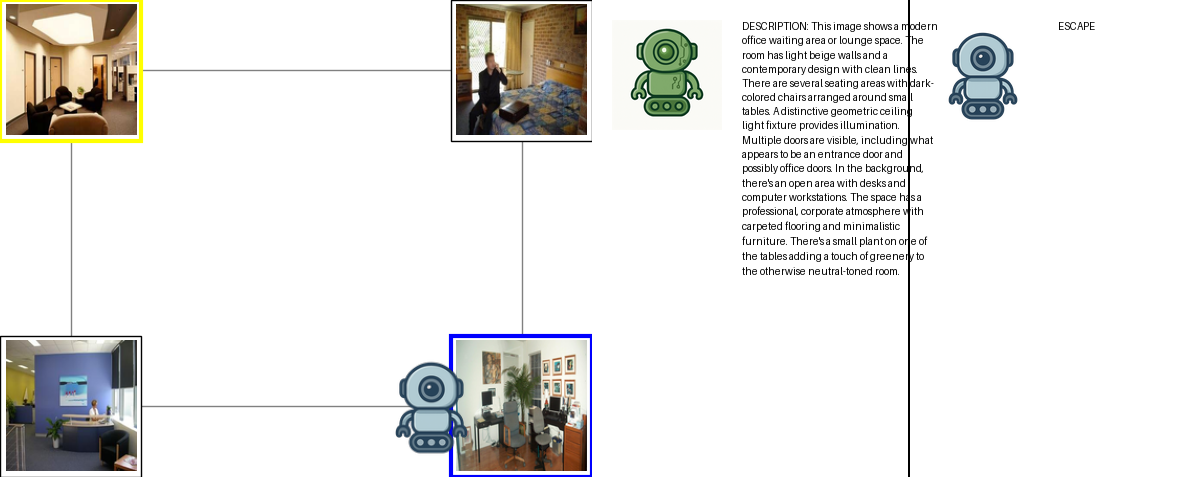 DESCRIPTION: This image shows a modern
office waiting area or lounge space. The
room has light beige walls and a
contemporary design with clean lines.
There are several seating areas with dark-
colored chairs arranged around small
tables. A distinctive geometric ceiling
light fixture provides illumination.
Multiple doors are visible, including what
appears to be an entrance door and
possibly office doors. In the background,
there's an open area with desks and
computer workstations. The space has a
professional, corporate atmosphere with
carpeted flooring and minimalistic
furniture. There's a small plant on one of
the tables adding a touch of greenery to
the otherwise neutral-toned room.
ESCAPE